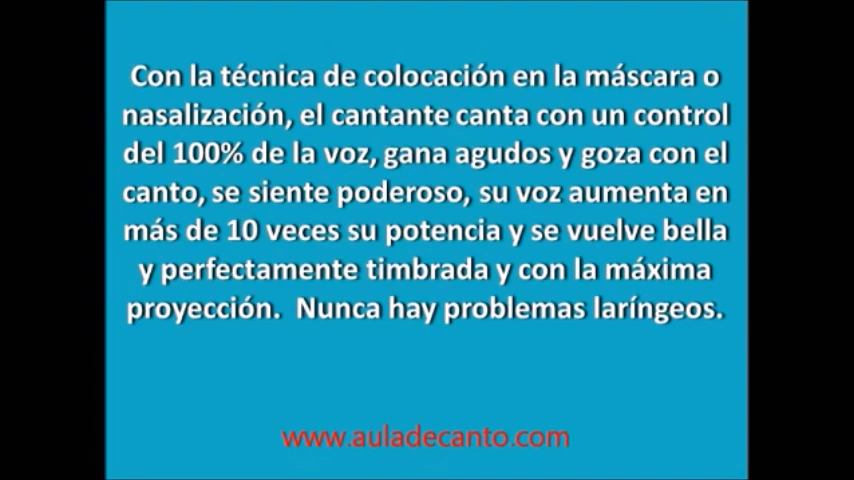 Con la técnica de colocación en la máscara o
nasalización, el cantante canta con un control
del 100% de la voz, gana agudos y goza con el
canto, se siente poderoso, su voz aumenta en
más de 10 veces su potencia y se vuelve bella
y perfectamente timbrada y con la máxima
proyección.  Nunca hay problemas laríngeos.
www.auladecanto.com